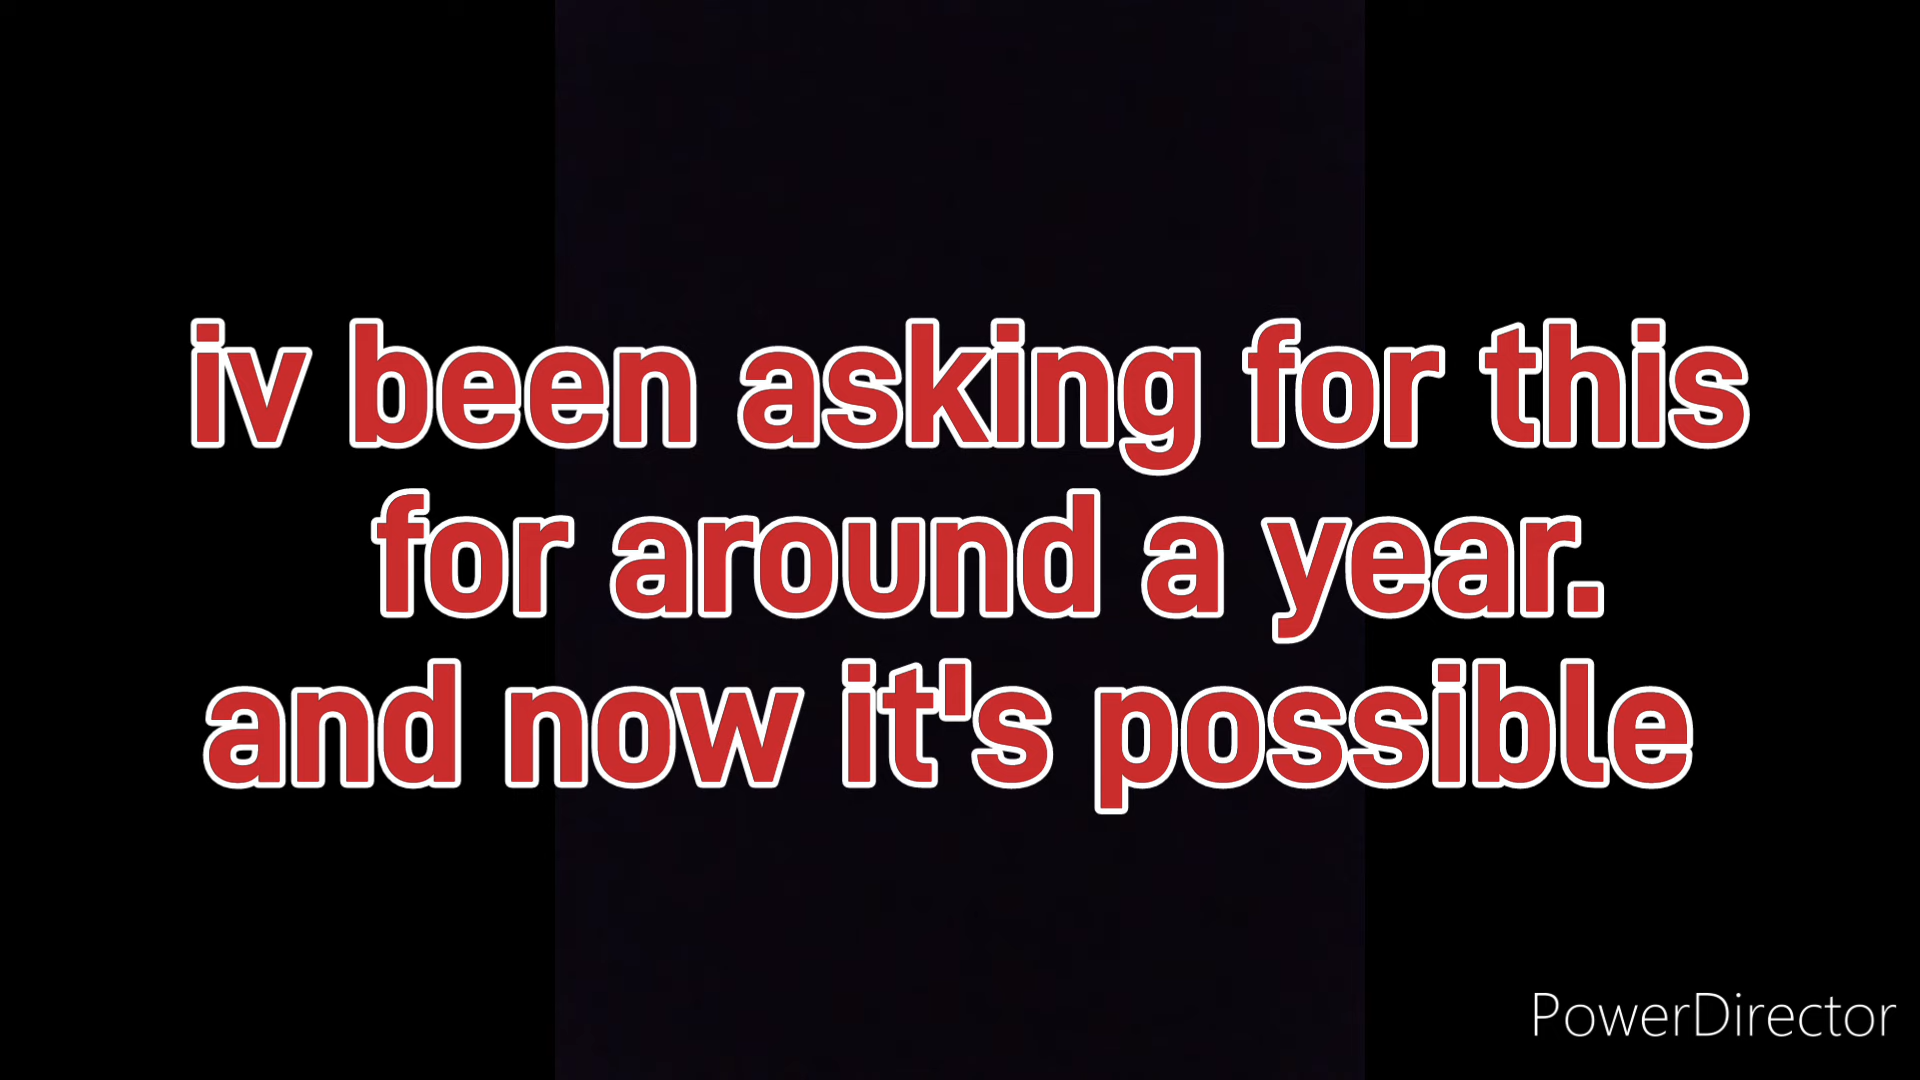 iv been asking for this
for around a year.
and now it's possible
PowerDirector